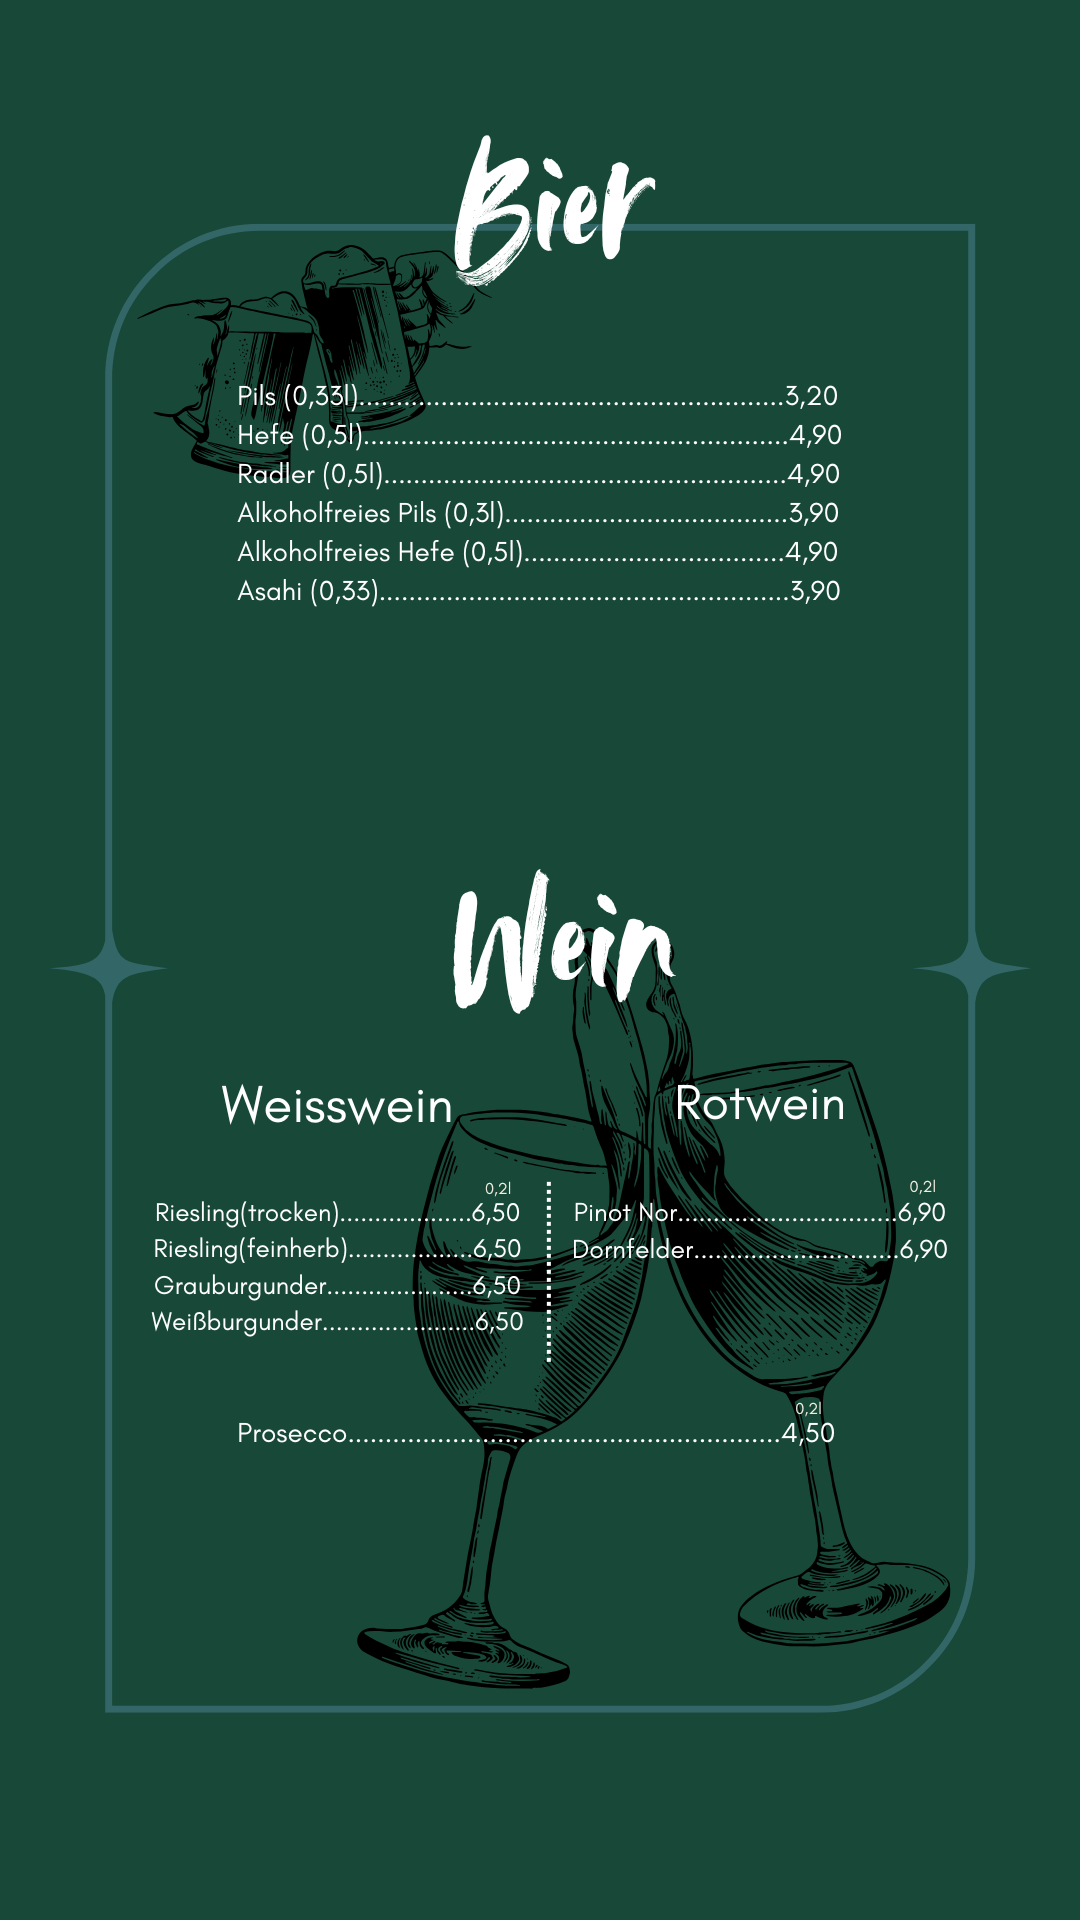 Bier
Pils (0,33l).........................................................3,20
Hefe (0,5l).........................................................4,90
Radler (0,5l)......................................................4,90
Alkoholfreies Pils (0,3l)......................................3,90
Alkoholfreies Hefe (0,5l)...................................4,90
Asahi (0,33).......................................................3,90
Wein
Weisswein
0,2l
Riesling(trocken)...................6,50
Riesling(feinherb)..................6,50
Grauburgunder.....................6,50
Weißburgunder......................6,50
Rotwein
0,2l
Pinot Nor................................6,90
Dornfelder.............................6,90
0,2l
Prosecco..........................................................4,50